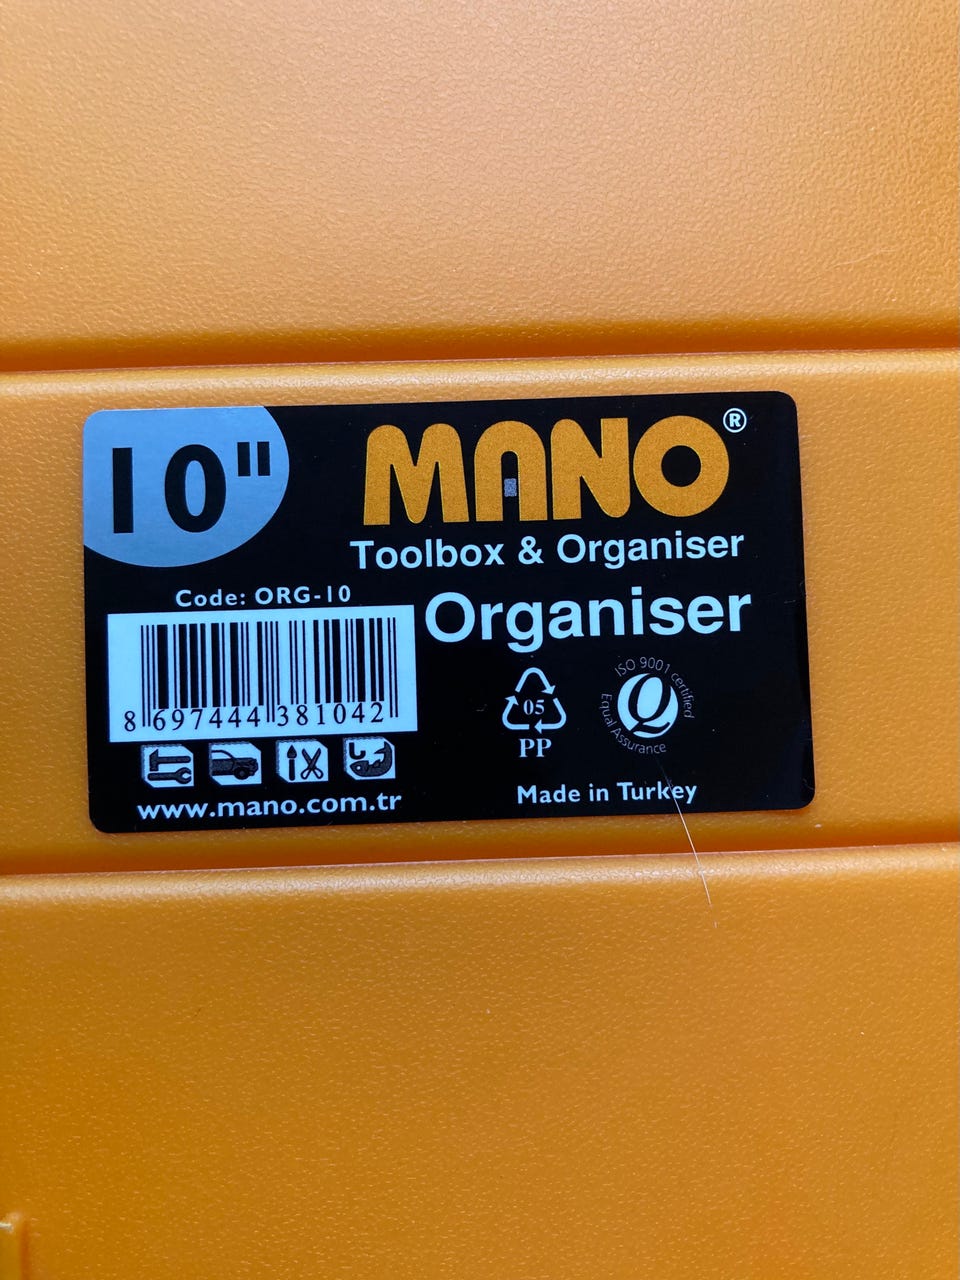 10"
MANO®
Toolbox & Organiser
Code: ORG-10
Organiser
8 697444 381042
05
PP
ISO 9001 certified
Equal Assurance
Q
www.mano.com.tr
Made in Turkey